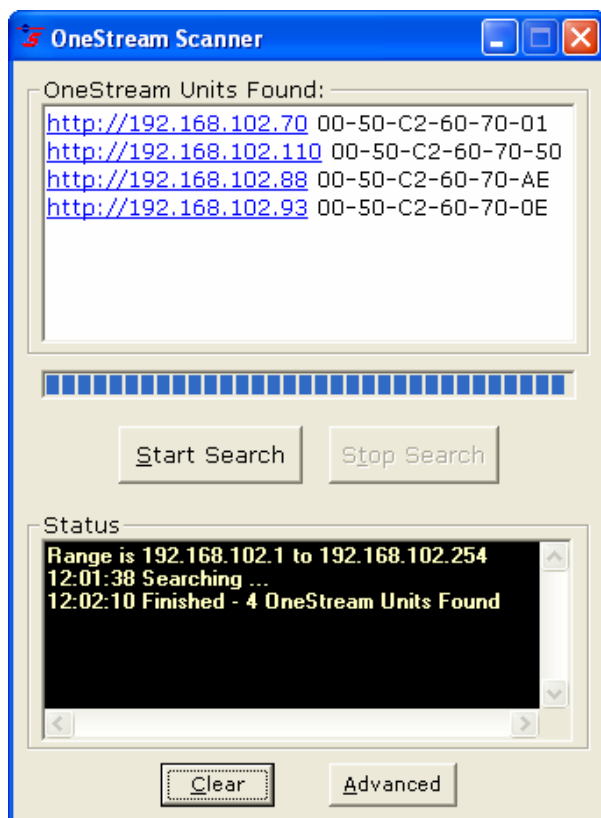 OneStream Scanner
OneStream Units Found:
http://192.168.102.70 00-50-C2-60-70-01
http://192.168.102.110 00-50-C2-60-70-50
http://192.168.102.88 00-50-C2-60-70-AE
http://192.168.102.93 00-50-C2-60-70-0E
Start Search Stop Search
Status
Range is 192.168.102.1 to 192.168.102.254
12:01:38 Searching ...
12:02:10 Finished - 4 OneStream Units Found
Clear Advanced